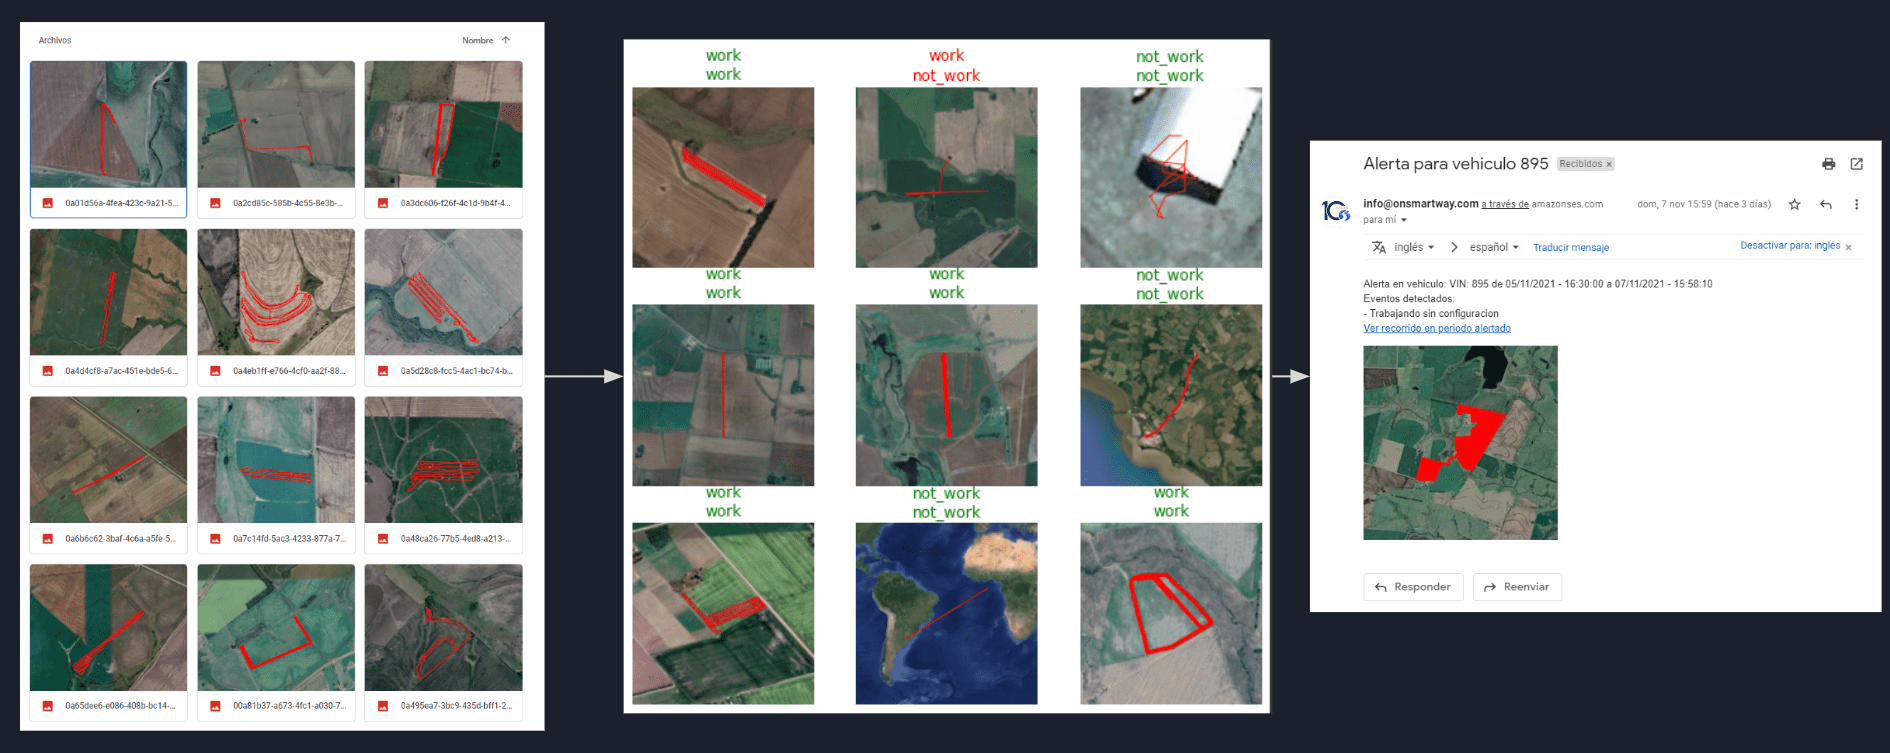 Archivos
Nombre
0a01d56a-4fea-423c-9a21-5...
0a2cd85c-585b-4c55-8e3b-...
0a3dc606-f26f-4c1d-9b4f-4...
0a4d4cf8-a7ac-451e-bde5-6...
0a4eb1ff-e766-4cf0-aa2f-88...
0a5d28c8-fcc5-4ac1-bc74-b...
0a6b6c62-3baf-4c6a-a5fe-5...
0a7c14fd-5ac3-4233-877a-7...
0a48ca26-77b5-4ed8-a213-...
0a65dee6-e086-408b-bc14-...
00a81b37-a673-4fc1-a030-7...
0a495ea7-3bc9-435d-bff1-2...
work
work
work
not_work
not_work
not_work
work
work
work
work
not_work
not_work
work
work
not_work
not_work
work
work
Alerta para vehiculo 895 Recibidos x
info@onsmartway.com a través de amazonses.com
dom, 7 nov 15:59 (hace 3 días)
para mí
inglés > español Traducir mensaje
Desactivar para: inglés x
Alerta en vehiculo: VIN: 895 de 05/11/2021 - 16:30:00 a 07/11/2021 - 15:58:10
Eventos detectados:
- Trabajando sin configuracion
Ver recorrido en periodo alertado
Responder
Reenviar